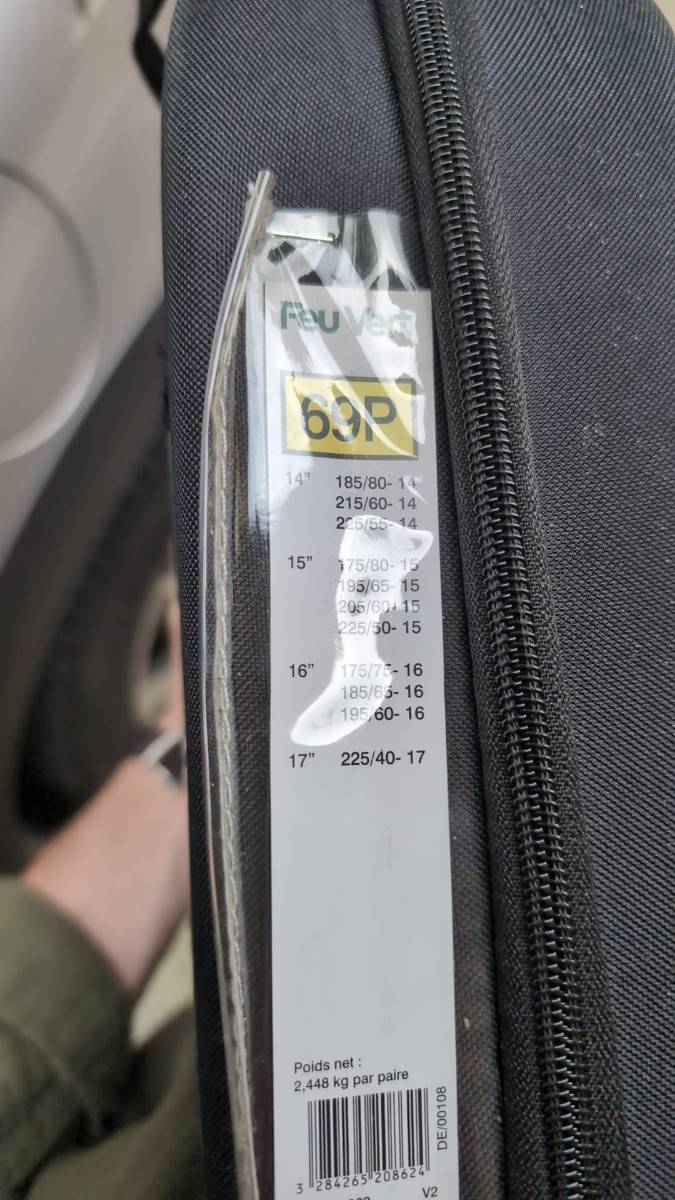 Feu Vert
69P
14” 185/80- 14
215/60- 14
225/55- 14
15” 175/80- 15
195/65- 15
205/60- 15
225/50- 15
16” 175/75- 16
185/65- 16
195/60- 16
17” 225/40- 17
Poids net :
2,448 kg par paire
DE/00108
3 284265 208624
V2